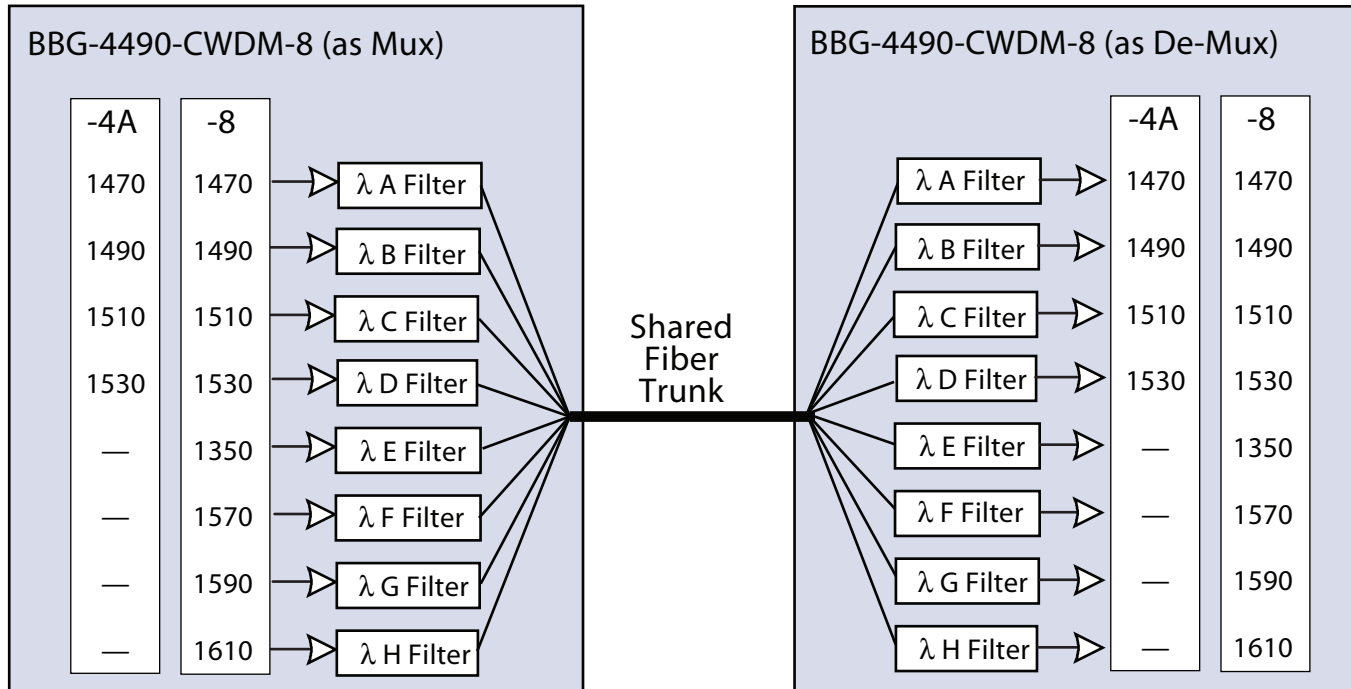 BBG-4490-CWDM-8 (as Mux)
-4A -8
1470 1470 λ A Filter
1490 1490 λ B Filter
1510 1510 λ C Filter
1530 1530 λ D Filter
— 1350 λ E Filter
— 1570 λ F Filter
— 1590 λ G Filter
— 1610 λ H Filter
Shared
Fiber
Trunk
BBG-4490-CWDM-8 (as De-Mux)
-4A -8
λ A Filter 1470 1470
λ B Filter 1490 1490
λ C Filter 1510 1510
λ D Filter 1530 1530
λ E Filter — 1350
λ F Filter — 1570
λ G Filter — 1590
λ H Filter — 1610